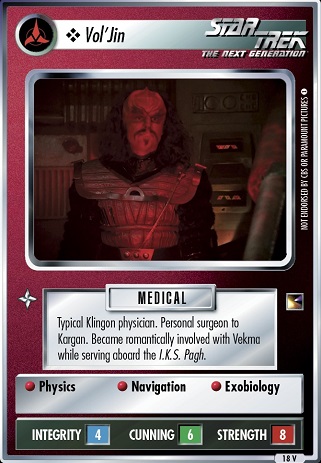 ❖ Vol'Jin
STAR TREK
THE NEXT GENERATION
NOT ENDORSED BY CBS OR PARAMOUNT PICTURES
MEDICAL
Typical Klingon physician. Personal surgeon to
Kargan. Became romantically involved with Vekma
while serving aboard the I.K.S. Pagh.
Physics
Navigation
Exobiology
INTEGRITY 4
CUNNING 6
STRENGTH 8
18 V